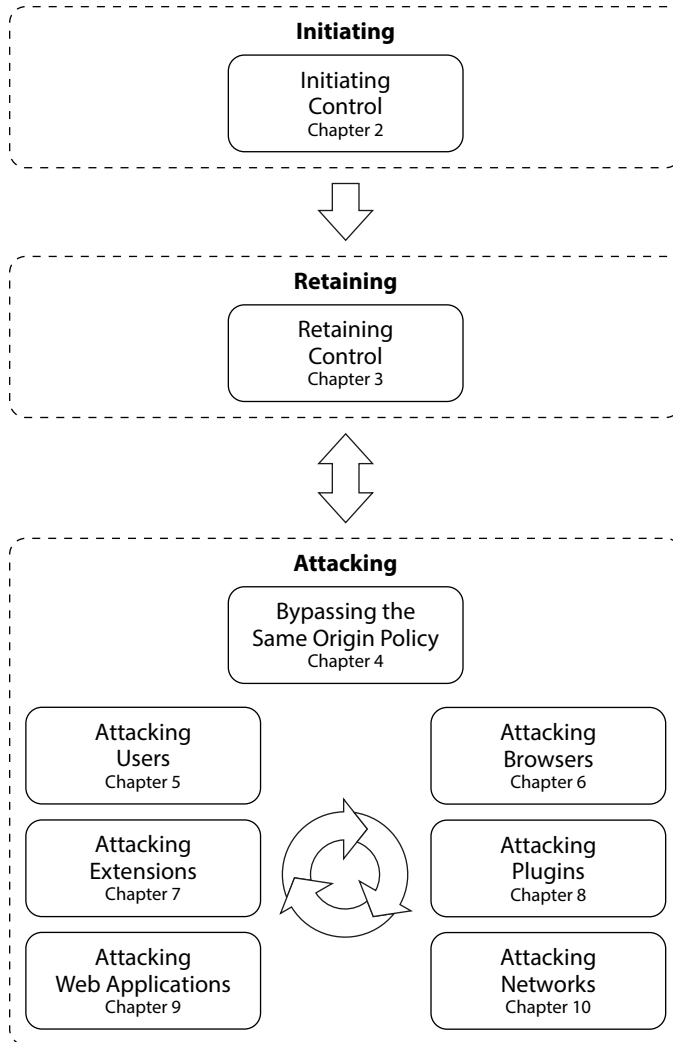 Initiating
Initiating
Control
Chapter 2
Retaining
Retaining
Control
Chapter 3
Attacking
Bypassing the
Same Origin Policy
Chapter 4
Attacking
Users
Chapter 5
Attacking
Browsers
Chapter 6
Attacking
Extensions
Chapter 7
Attacking
Plugins
Chapter 8
Attacking
Web Applications
Chapter 9
Attacking
Networks
Chapter 10